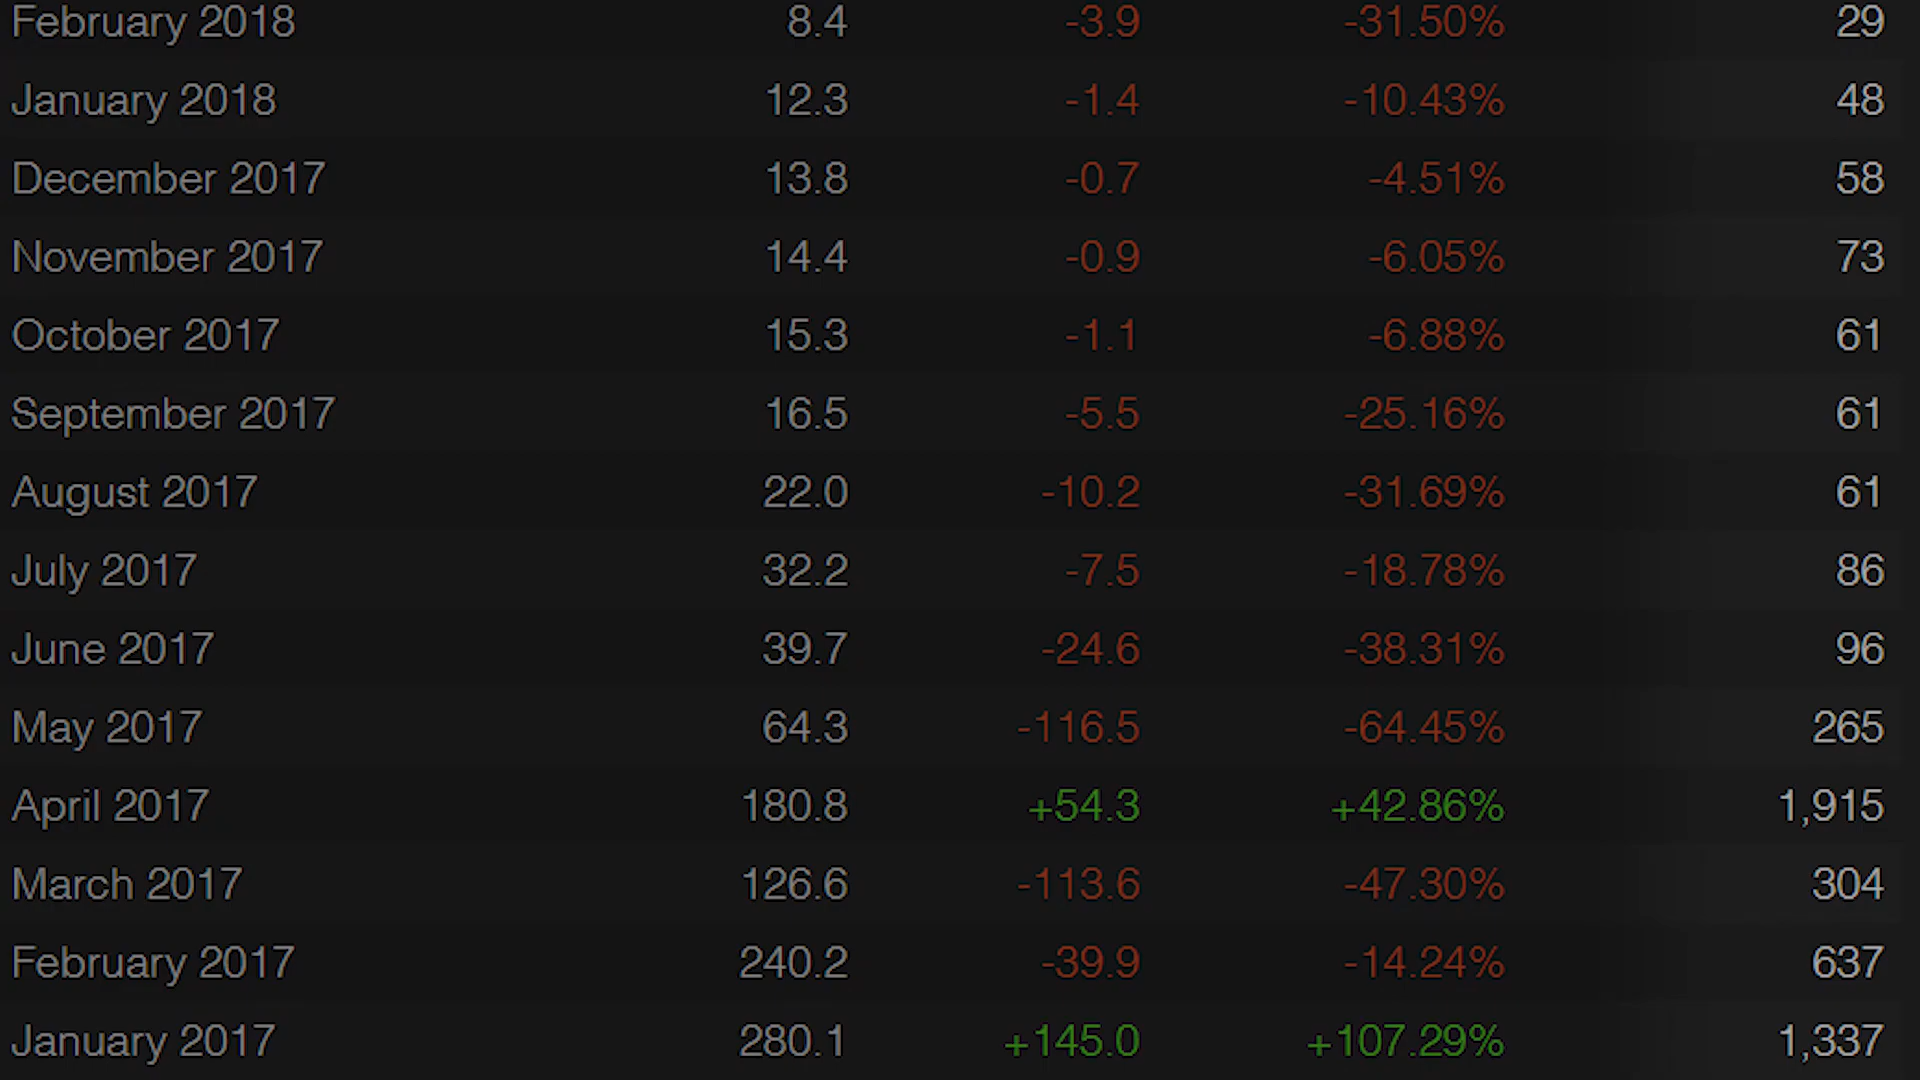 February 2018 8.4 -3.9 -31.50% 29
January 2018 12.3 -1.4 -10.43% 48
December 2017 13.8 -0.7 -4.51% 58
November 2017 14.4 -0.9 -6.05% 73
October 2017 15.3 -1.1 -6.88% 61
September 2017 16.5 -5.5 -25.16% 61
August 2017 22.0 -10.2 -31.69% 61
July 2017 32.2 -7.5 -18.78% 86
June 2017 39.7 -24.6 -38.31% 96
May 2017 64.3 -116.5 -64.45% 265
April 2017 180.8 +54.3 +42.86% 1,915
March 2017 126.6 -113.6 -47.30% 304
February 2017 240.2 -39.9 -14.24% 637
January 2017 280.1 +145.0 +107.29% 1,337